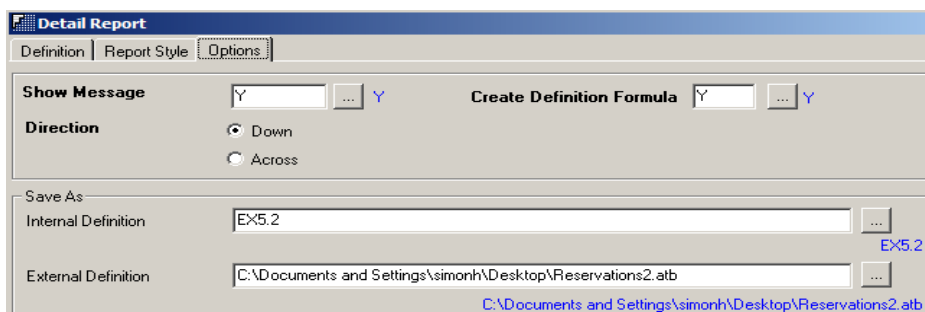 Detail Report
Definition Report Style Options
Show Message Y ... Y Create Definition Formula Y ... Y
Direction Down
Across
Save As
Internal Definition EX5.2 ...
EX5.2
External Definition C:\Documents and Settings\simonh\Desktop\Reservations2.atb ...
C:\Documents and Settings\simonh\Desktop\Reservations2.atb